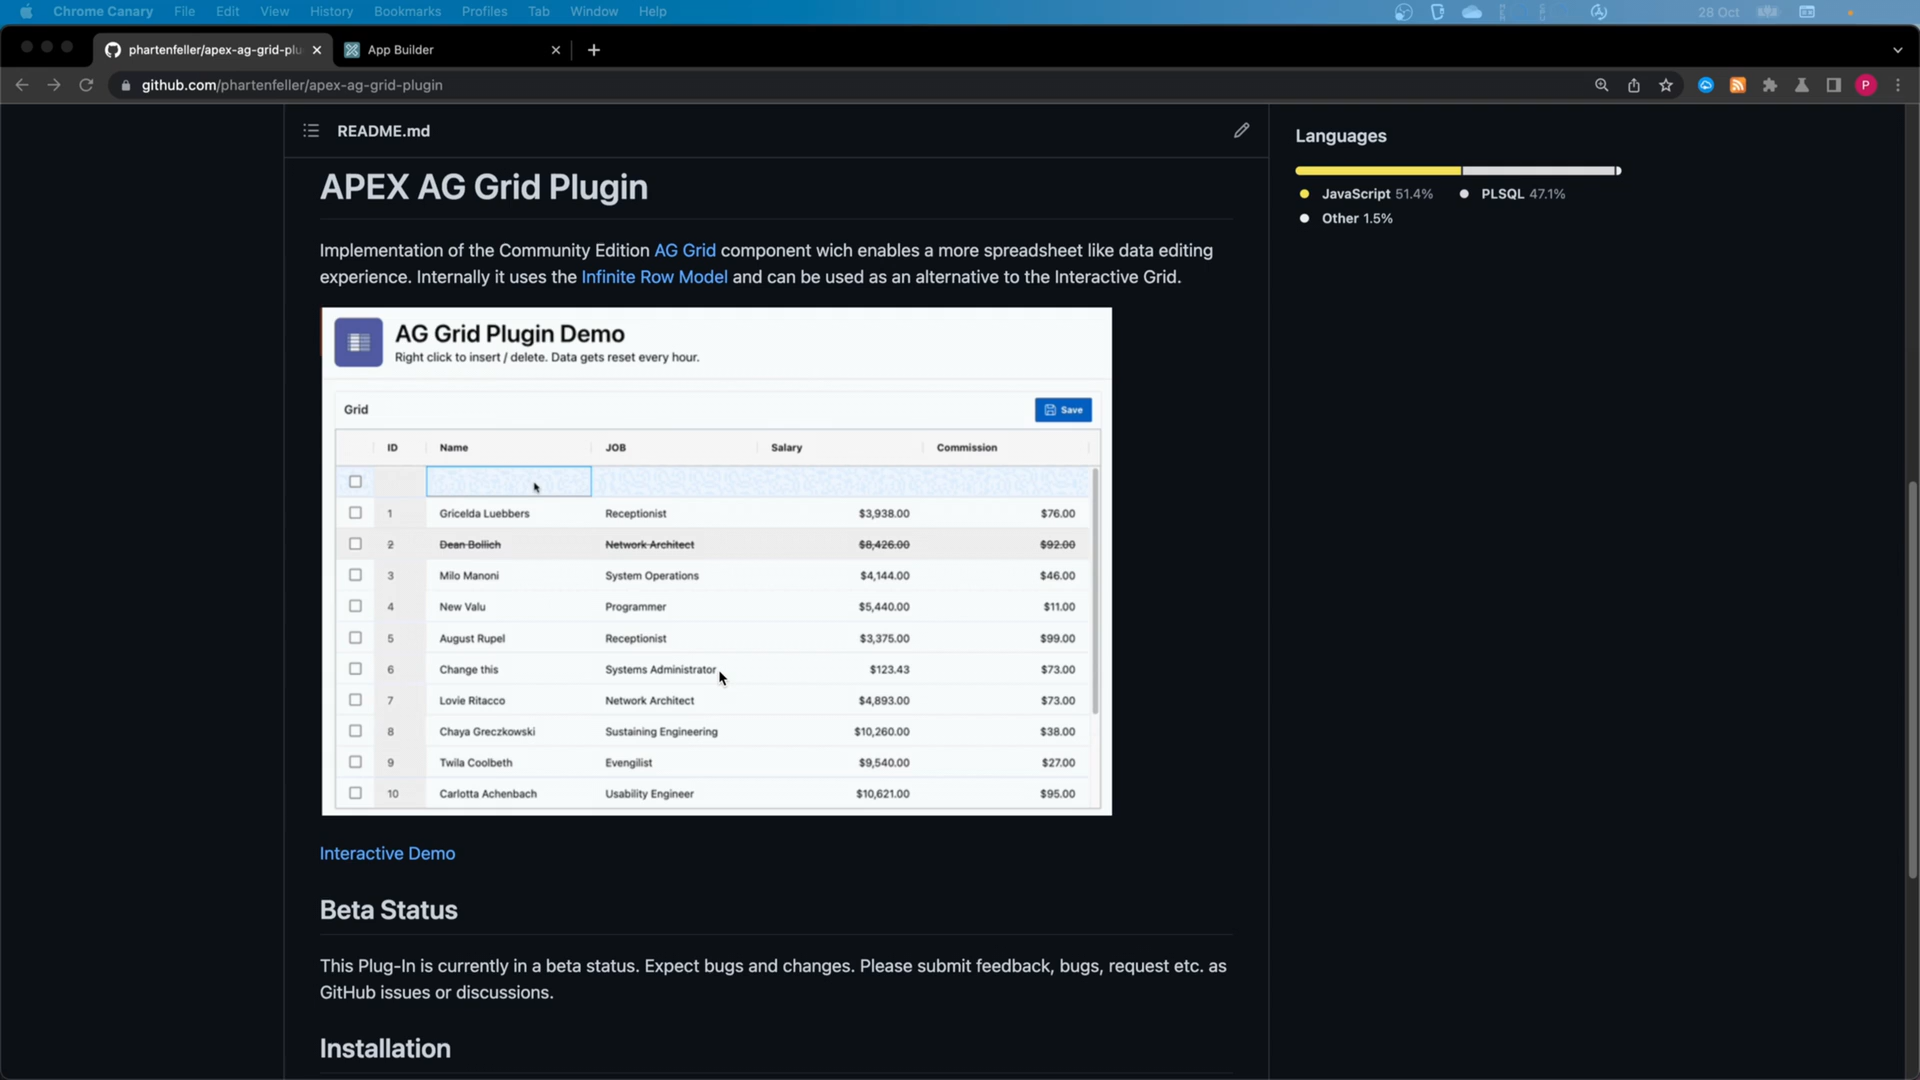 Chrome Canary File Edit View History Bookmarks Profiles Tab Window Help 28 Oct
phartenfeller/apex-ag-grid-plu App Builder
github.com/phartenfeller/apex-ag-grid-plugin P
README.md
APEX AG Grid Plugin
Implementation of the Community Edition AG Grid component wich enables a more spreadsheet like data editing
experience. Internally it uses the Infinite Row Model and can be used as an alternative to the Interactive Grid.
AG Grid Plugin Demo
Right click to insert / delete. Data gets reset every hour.
Grid Save
ID Name JOB Salary Commission
1 Gricelda Luebbers Receptionist $3,938.00 $76.00
2 Dean Bollich Network Architect $8,426.00 $92.00
3 Milo Manoni System Operations $4,144.00 $46.00
4 New Valu Programmer $5,440.00 $11.00
5 August Rupel Receptionist $3,375.00 $99.00
6 Change this Systems Administrator $123.43 $73.00
7 Lovie Ritacco Network Architect $4,893.00 $73.00
8 Chaya Greczkowski Sustaining Engineering $10,260.00 $38.00
9 Twila Coolbeth Evengilist $9,540.00 $27.00
10 Carlotta Achenbach Usability Engineer $10,621.00 $95.00
Interactive Demo
Beta Status
This Plug-In is currently in a beta status. Expect bugs and changes. Please submit feedback, bugs, request etc. as
GitHub issues or discussions.
Installation
Languages
JavaScript 51.4% PLSQL 47.1%
Other 1.5%